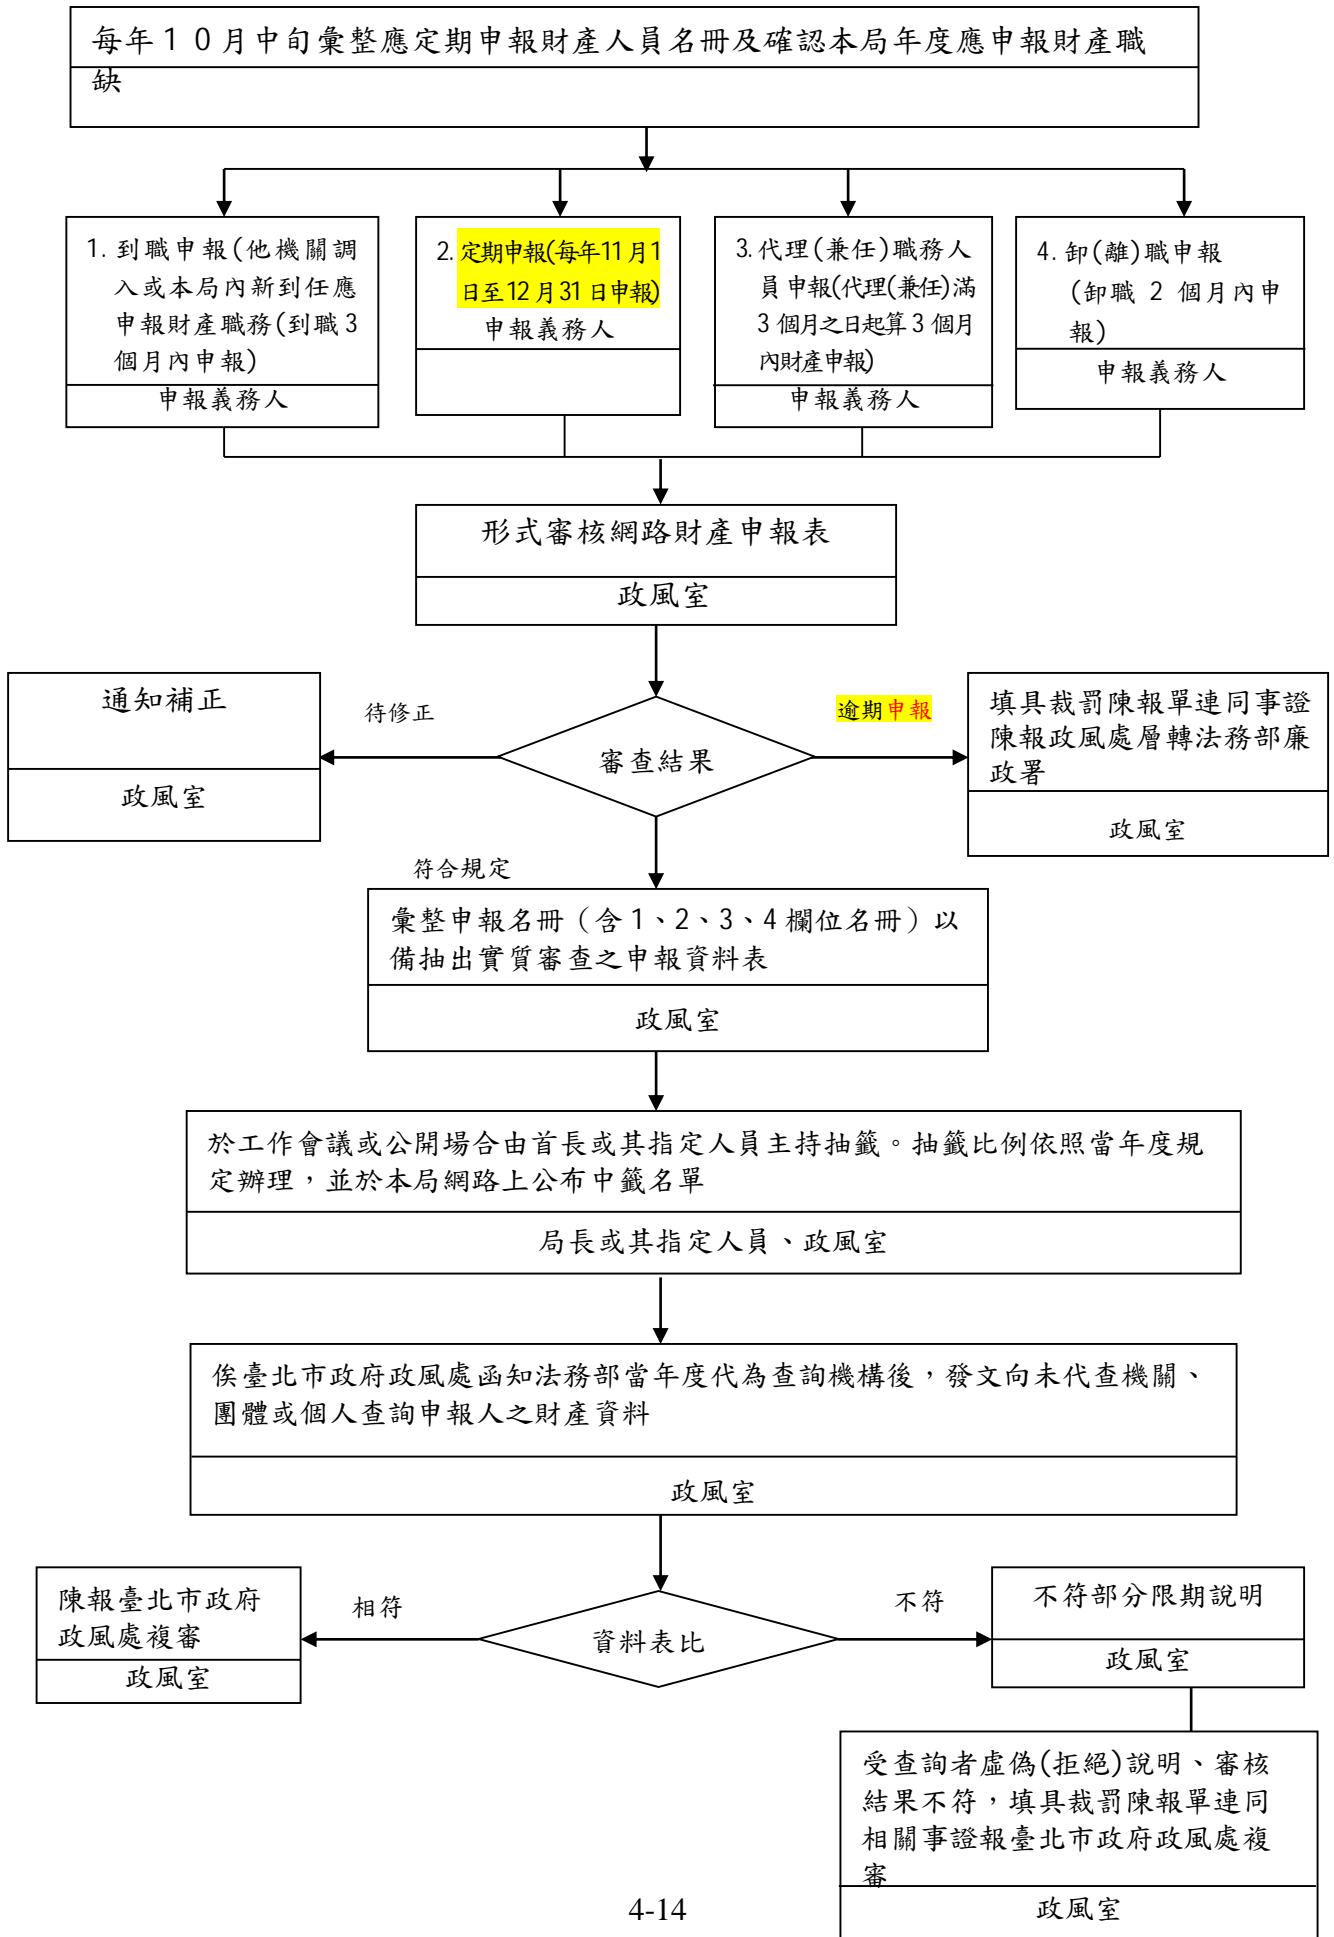 每年１０月中旬彙整應定期申報財產人員名冊及確認本局年度應申報財產職
缺
1. 到職申報(他機關調
入或本局內新到任應
申報財產職務(到職3
個月內申報)
申報義務人
2. 定期申報(每年11月1
日至12月31日申報)
申報義務人
3. 代理(兼任)職務人
員申報(代理(兼任)滿
3個月之日起算3個月
內財產申報)
申報義務人
4. 卸(離)職申報
(卸職 2 個月內申
報)
申報義務人
形式審核網路財產申報表
政風室
通知補正
政風室
待修正
審查結果
逾期申報
填具裁罰陳報單連同事證
陳報政風處層轉法務部廉
政署
政風室
符合規定
彙整申報名冊（含1、2、3、4欄位名冊）以
備抽出實質審查之申報資料表
政風室
於工作會議或公開場合由首長或其指定人員主持抽籤。抽籤比例依照當年度規
定辦理，並於本局網路上公布中籤名單
局長或其指定人員、政風室
俟臺北市政府政風處函知法務部當年度代為查詢機構後，發文向未代查機關、
團體或個人查詢申報人之財產資料
政風室
陳報臺北市政府
政風處複審
政風室
相符
資料表比
不符
不符部分限期說明
政風室
受查詢者虛偽(拒絕)說明、審核
結果不符，填具裁罰陳報單連同
相關事證報臺北市政府政風處複
審
政風室
4-14